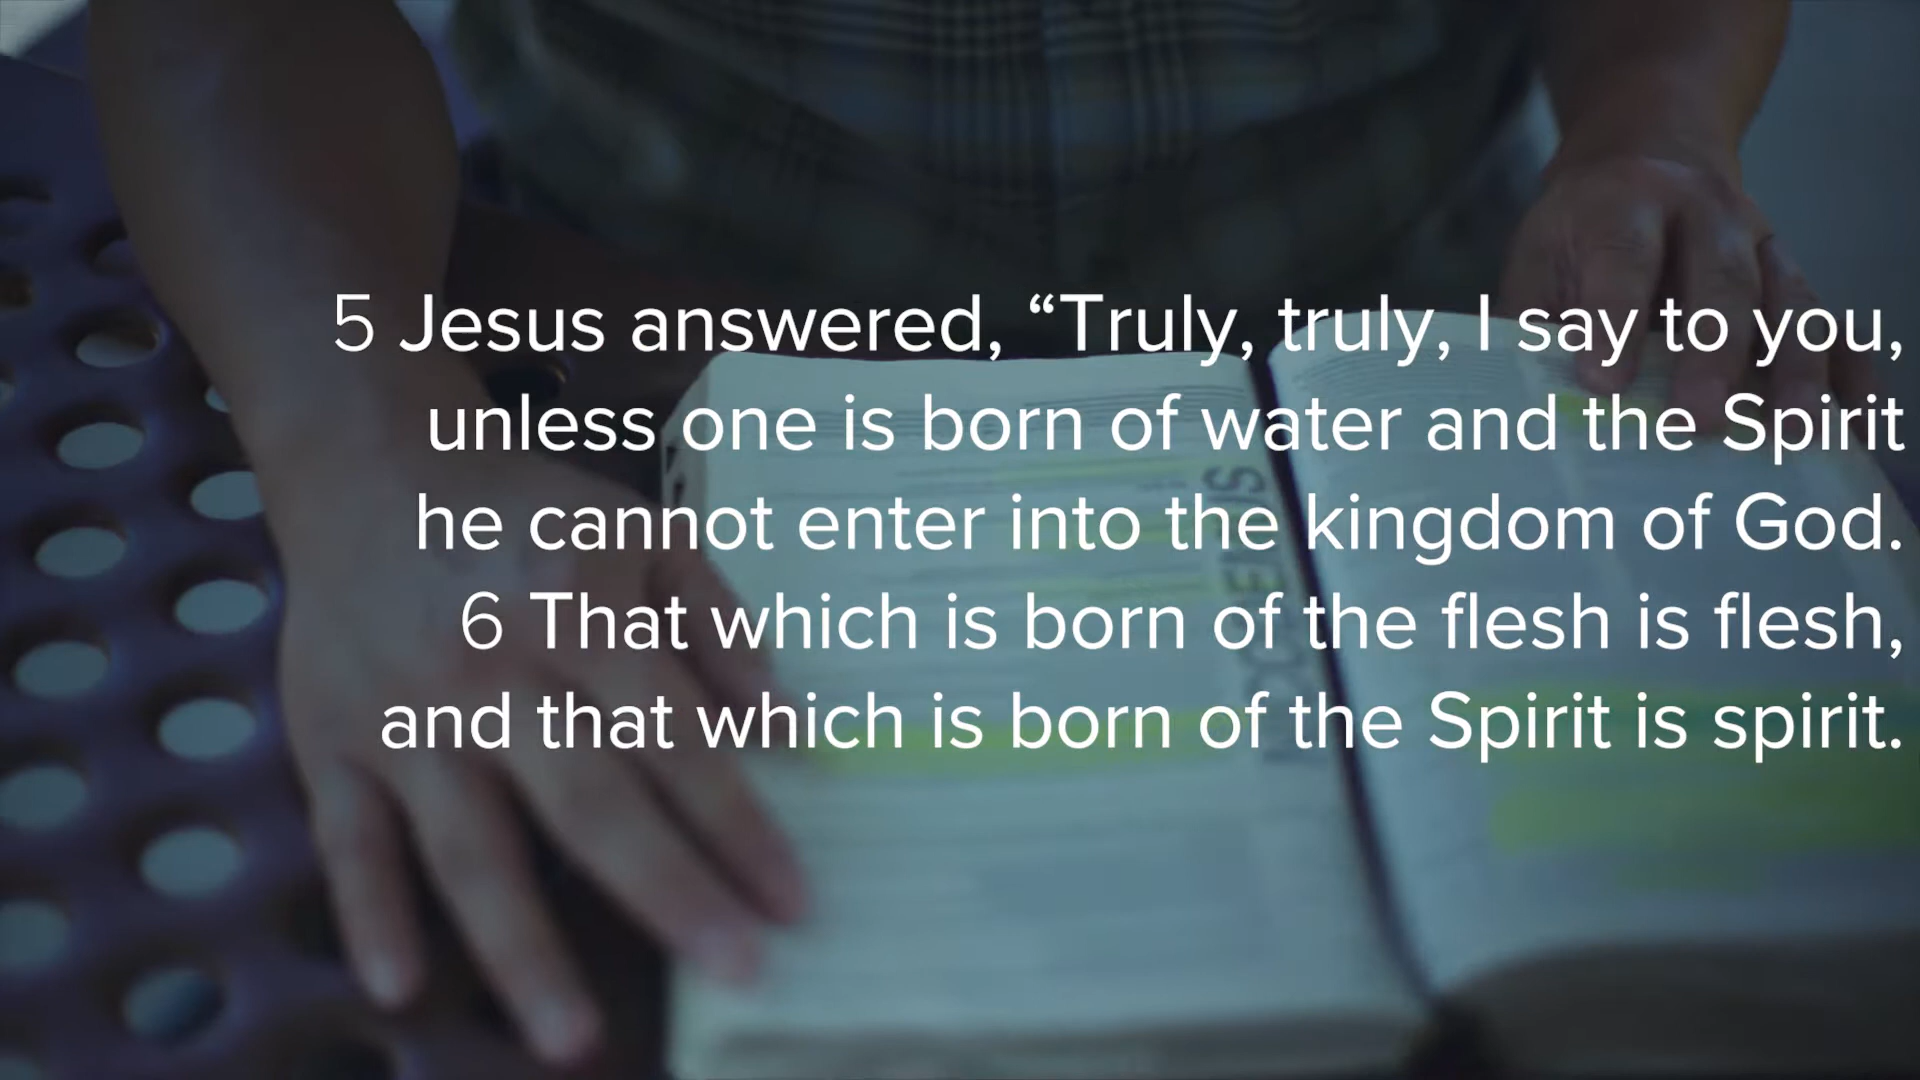 5 Jesus answered, “Truly, truly, I say to you,
unless one is born of water and the Spirit
he cannot enter into the kingdom of God.
6 That which is born of the flesh is flesh,
and that which is born of the Spirit is spirit.